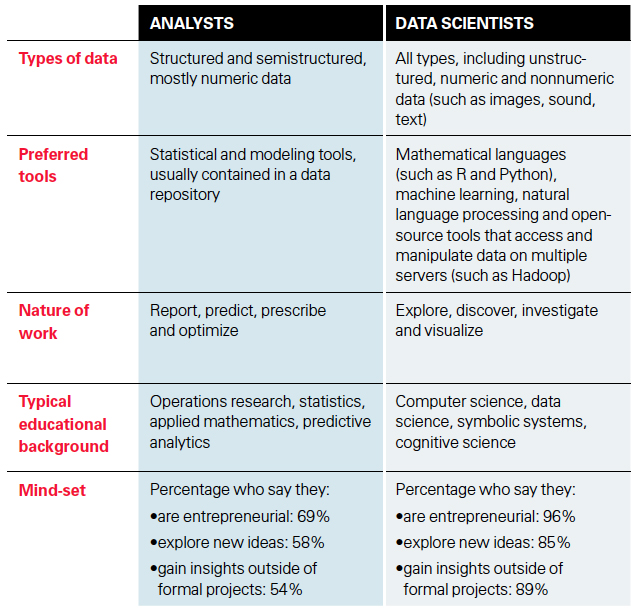 ANALYSTS
DATA SCIENTISTS
Types of data
Structured and semistructured,
mostly numeric data
All types, including unstruc-
tured, numeric and nonnumeric
data (such as images, sound,
text)
Preferred
tools
Statistical and modeling tools,
usually contained in a data
repository
Mathematical languages
(such as R and Python),
machine learning, natural
language processing and open-
source tools that access and
manipulate data on multiple
servers (such as Hadoop)
Nature of
work
Report, predict, prescribe
and optimize
Explore, discover, investigate
and visualize
Typical
educational
background
Operations research, statistics,
applied mathematics, predictive
analytics
Computer science, data
science, symbolic systems,
cognitive science
Mind-set
Percentage who say they:
•are entrepreneurial: 69%
•explore new ideas: 58%
•gain insights outside of
formal projects: 54%
Percentage who say they:
•are entrepreneurial: 96%
•explore new ideas: 85%
•gain insights outside of
formal projects: 89%